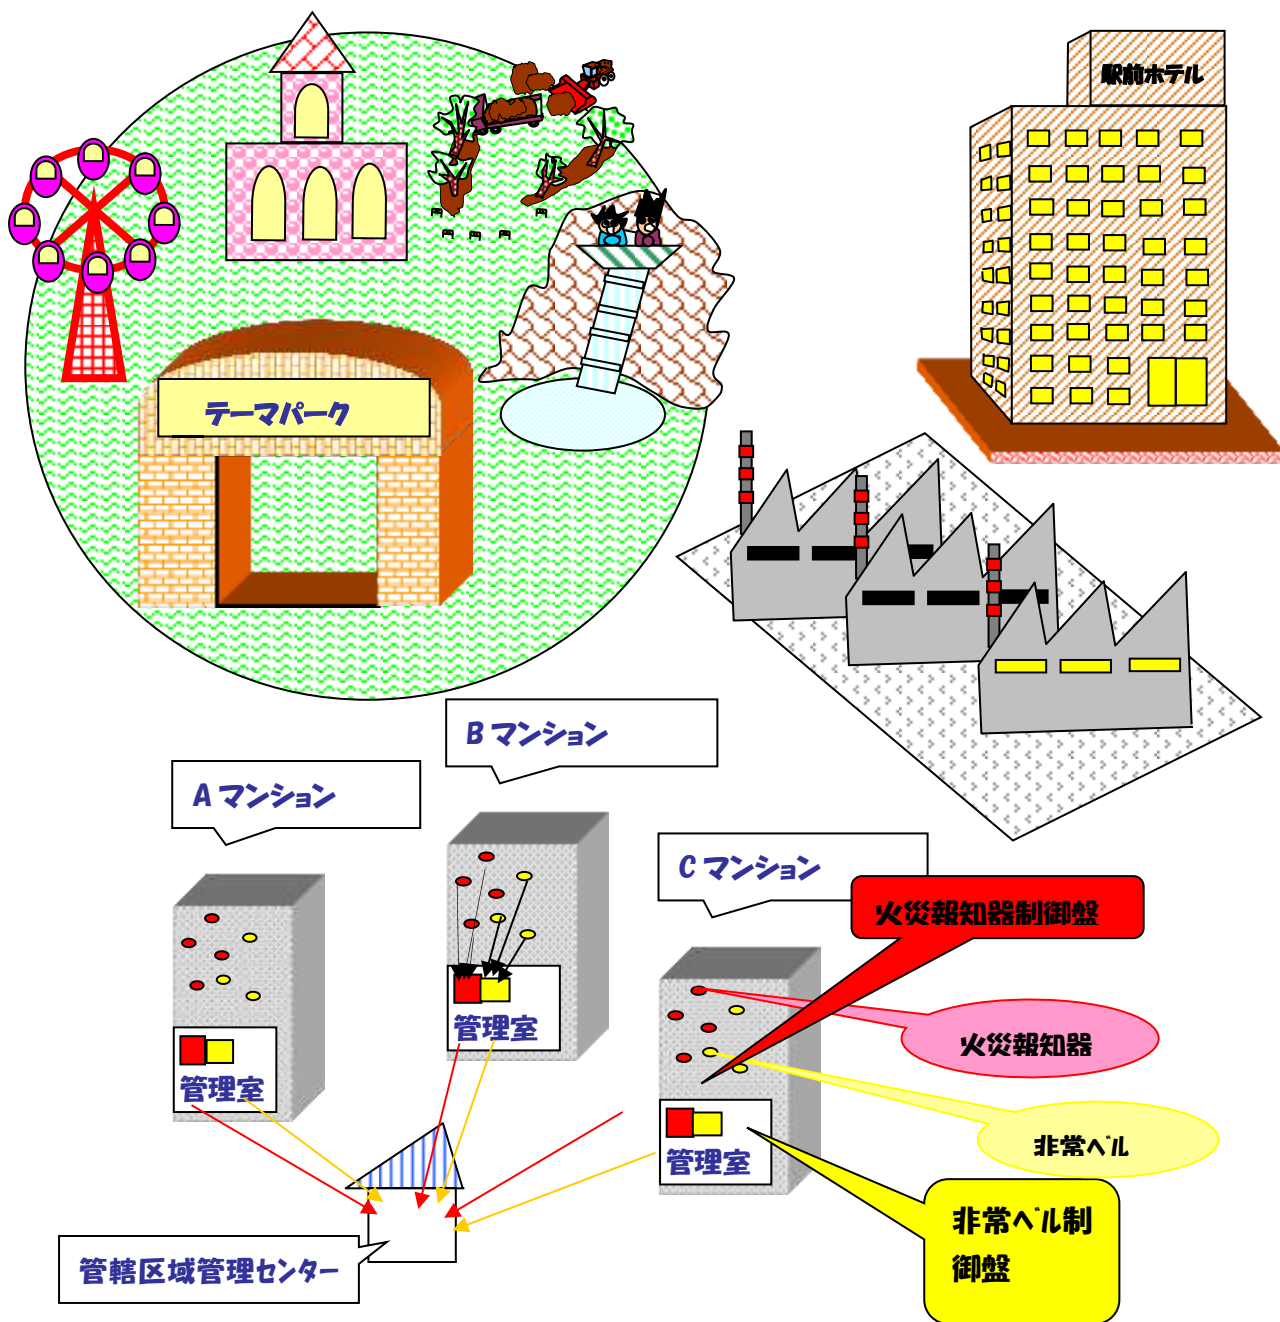 駅前ホテル
テーマパーク
B マンション
A マンション
C マンション
火災報知器制御盤
管理室
火災報知器
管理室
非常ベル
管理室
非常ベル制
御盤
管轄区域管理センター